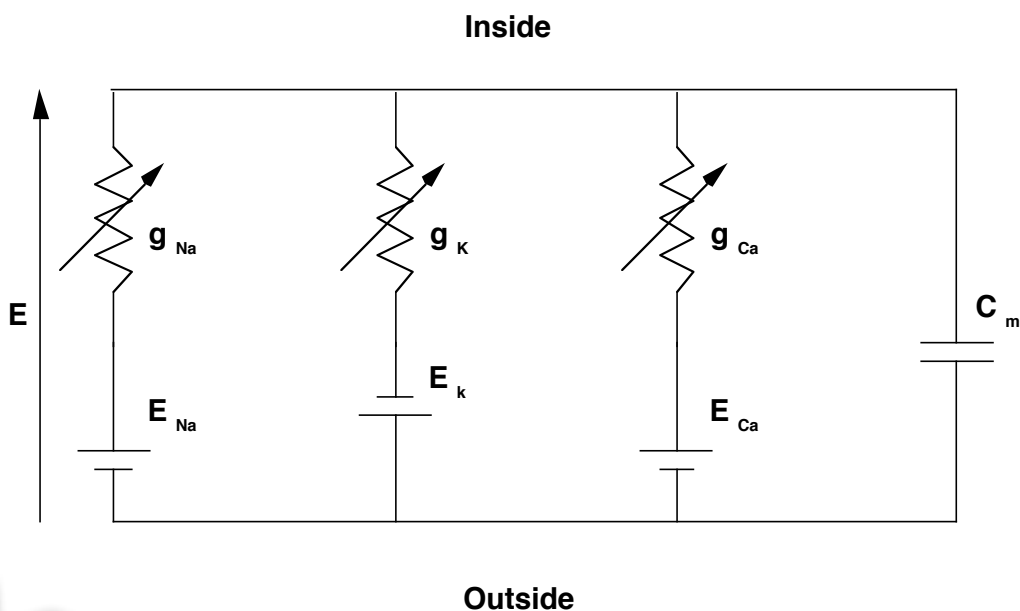 Inside
g Na
g K
g Ca
E
C m
E k
E Na
E Ca
Outside